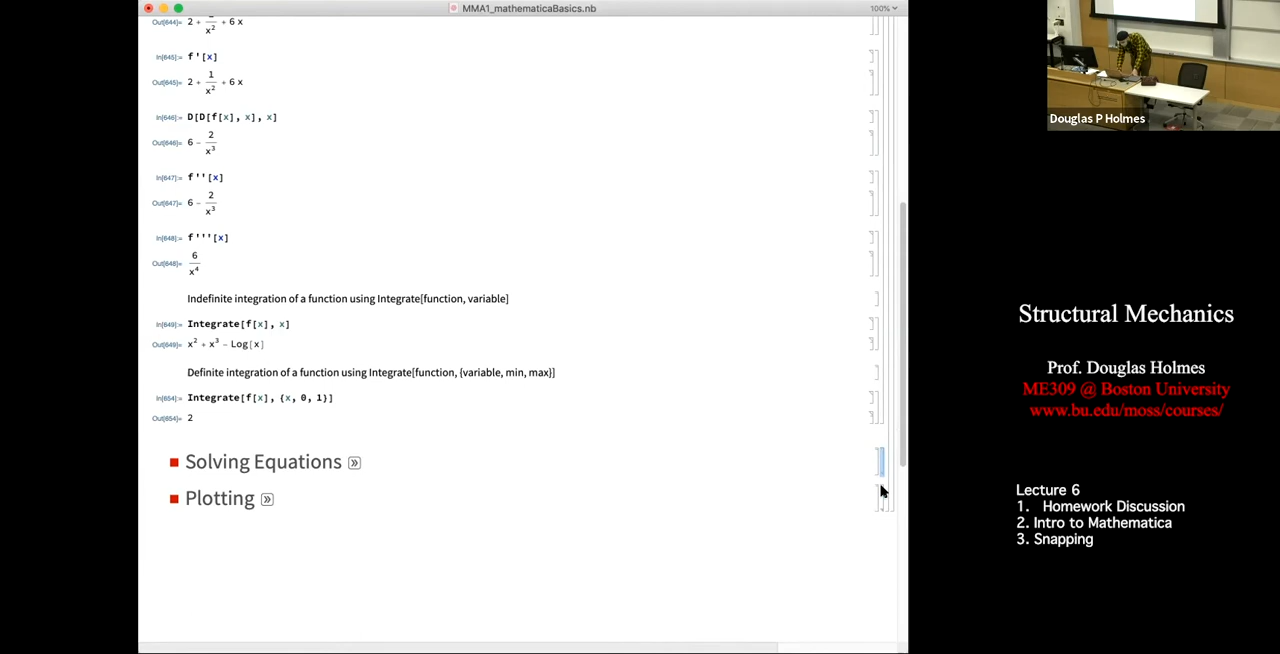 MMA1_mathematicaBasics.nb
100%
Out[644]= 2 + 1/x² + 6 x
In[645]:= f'[x]
Out[645]= 2 + 1/x² + 6 x
In[646]:= D[D[f[x], x], x]
Out[646]= 6 - 2/x³
In[647]:= f''[x]
Out[647]= 6 - 2/x³
In[648]:= f'''[x]
Out[648]= 6/x⁴
Indefinite integration of a function using Integrate[function, variable]
In[649]:= Integrate[f[x], x]
Out[649]= x² + x³ - Log[x]
Definite integration of a function using Integrate[function, {variable, min, max}]
In[654]:= Integrate[f[x], {x, 0, 1}]
Out[654]= 2
Solving Equations
Plotting
Douglas P Holmes
Structural Mechanics
Prof. Douglas Holmes
ME309 @ Boston University
www.bu.edu/moss/courses/
Lecture 6
1. Homework Discussion
2. Intro to Mathematica
3. Snapping